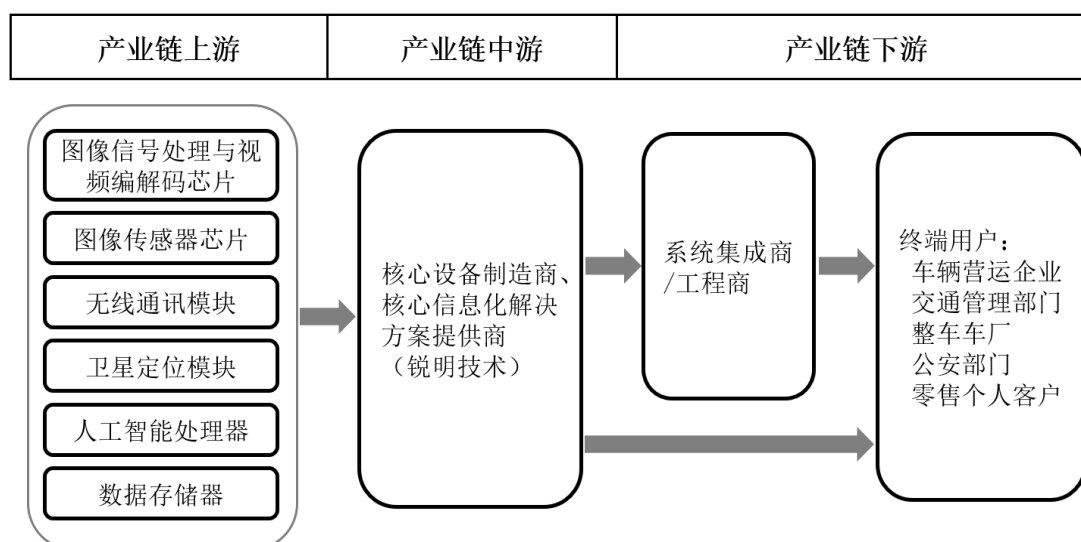 产业链上游
产业链中游
产业链下游
图像信号处理与视
频编解码芯片
图像传感器芯片
无线通讯模块
卫星定位模块
人工智能处理器
数据存储器
核心设备制造商、
核心信息化解决
方案提供商
（锐明技术）
系统集成商
/工程商
终端用户：
车辆营运企业
交通管理部门
整车车厂
公安部门
零售个人客户